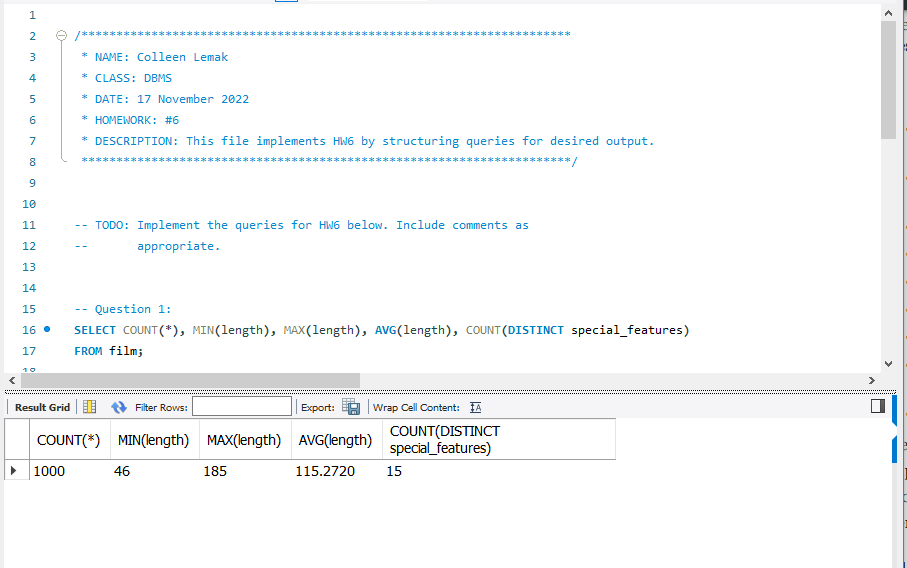 1
2 /**********************************************************************
3 * NAME: Colleen Lemak
4 * CLASS: DBMS
5 * DATE: 17 November 2022
6 * HOMEWORK: #6
7 * DESCRIPTION: This file implements HW6 by structuring queries for desired output.
8 **********************************************************************/
9
10
11 -- TODO: Implement the queries for HW6 below. Include comments as
12 --       appropriate.
13
14
15 -- Question 1:
16 SELECT COUNT(*), MIN(length), MAX(length), AVG(length), COUNT(DISTINCT special_features)
17 FROM film;
18
Result Grid Filter Rows: Export: Wrap Cell Content:
COUNT(*) MIN(length) MAX(length) AVG(length) COUNT(DISTINCT
special_features)
1000 46 185 115.2720 15